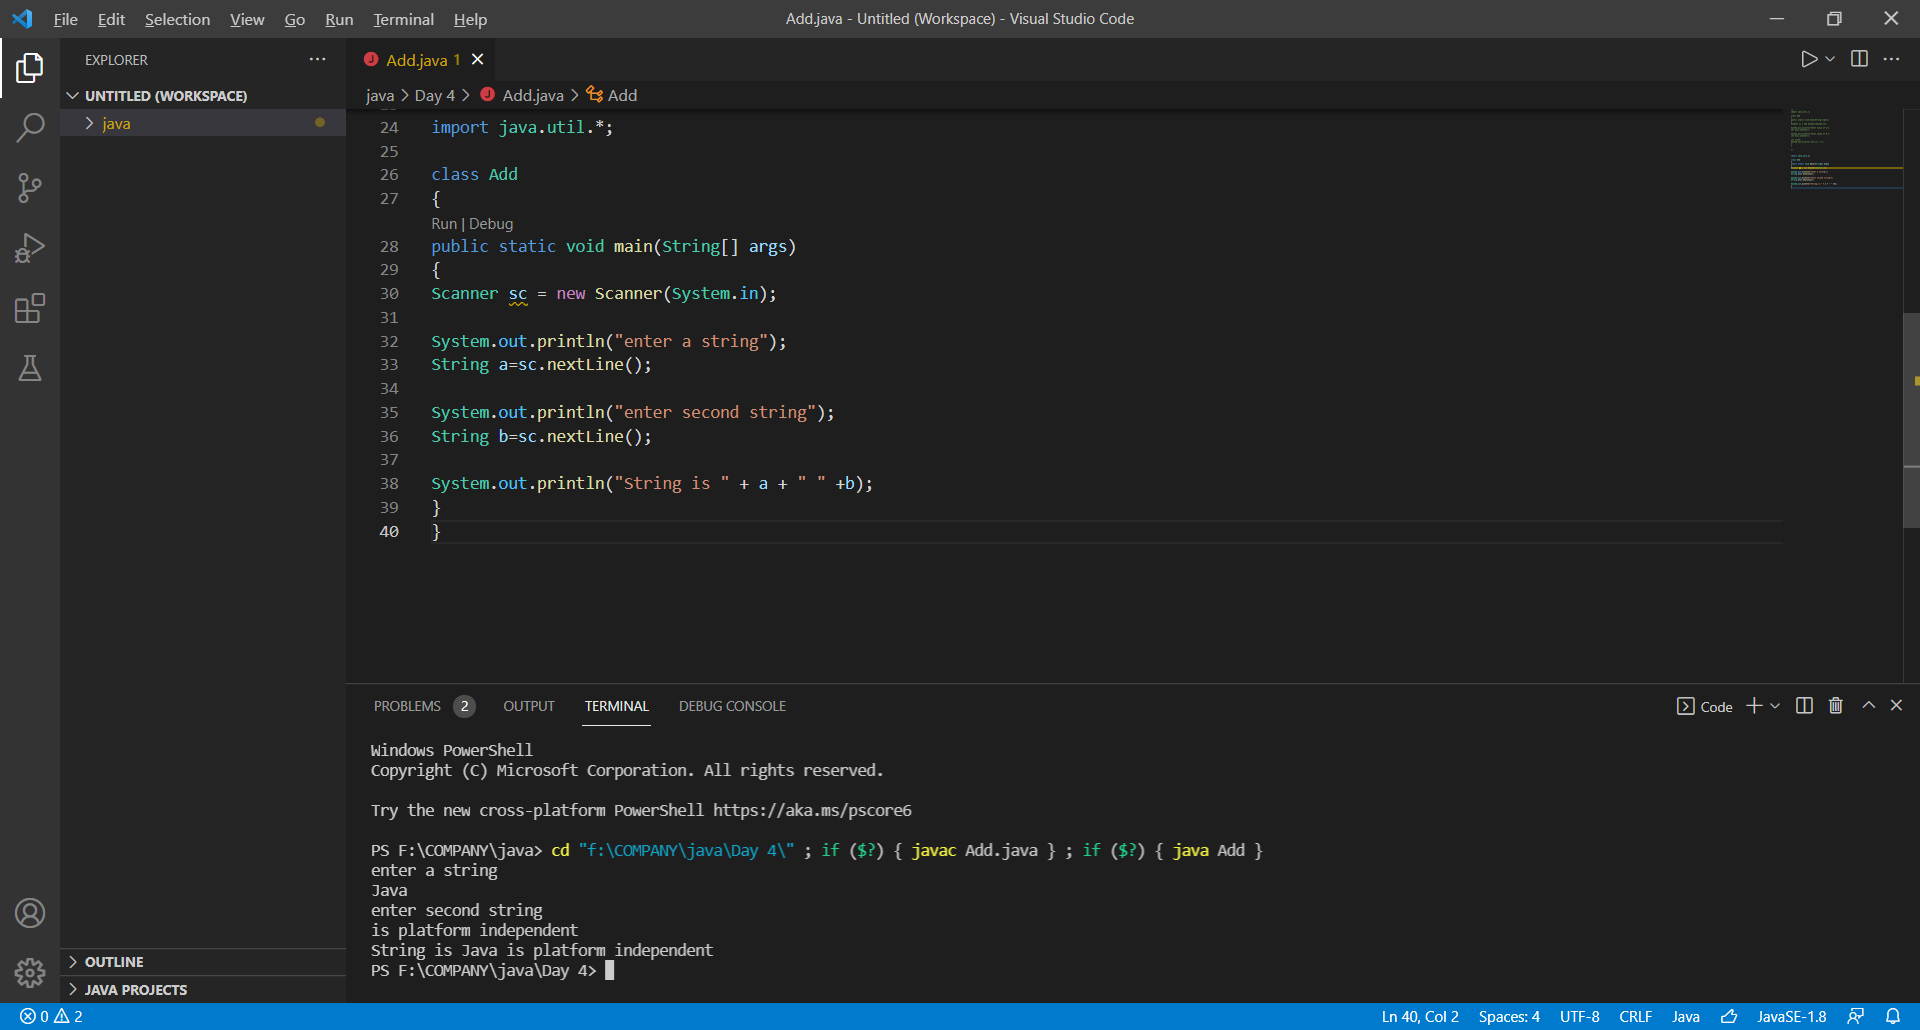 File Edit Selection View Go Run Terminal Help
Add.java - Untitled (Workspace) - Visual Studio Code
EXPLORER
UNTITLED (WORKSPACE)
java
OUTLINE
JAVA PROJECTS
Add.java 1
java > Day 4 > Add.java > Add
24 import java.util.*;
25
26 class Add
27 {
Run | Debug
28 public static void main(String[] args)
29 {
30 Scanner sc = new Scanner(System.in);
31
32 System.out.println("enter a string");
33 String a=sc.nextLine();
34
35 System.out.println("enter second string");
36 String b=sc.nextLine();
37
38 System.out.println("String is " + a + " " +b);
39 }
40 }
PROBLEMS 2 OUTPUT TERMINAL DEBUG CONSOLE
Code
Windows PowerShell
Copyright (C) Microsoft Corporation. All rights reserved.
Try the new cross-platform PowerShell https://aka.ms/pscore6
PS F:\COMPANY\java> cd "f:\COMPANY\java\Day 4\" ; if ($?) { javac Add.java } ; if ($?) { java Add }
enter a string
Java
enter second string
is platform independent
String is Java is platform independent
PS F:\COMPANY\java\Day 4>
0 2
Ln 40, Col 2 Spaces: 4 UTF-8 CRLF Java JavaSE-1.8